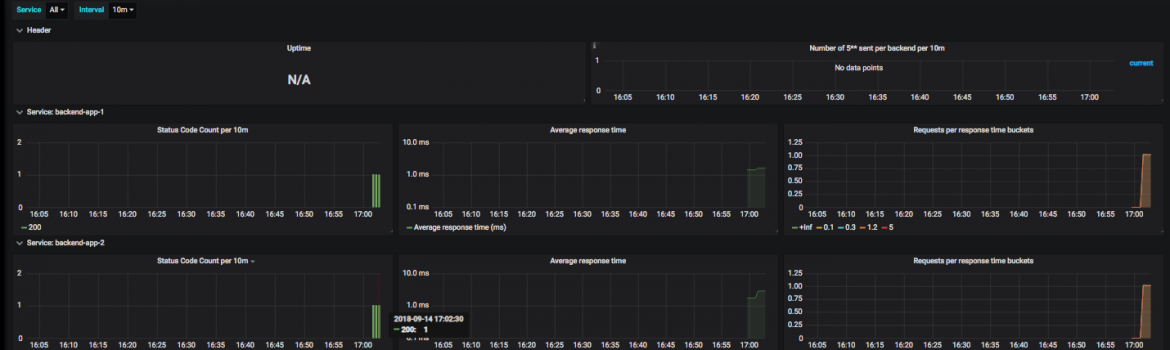 Service All Interval 10m
Header
Uptime
N/A
Number of 5** sent per backend per 10m
current
1
No data points
0
16:05 16:10 16:15 16:20 16:25 16:30 16:35 16:40 16:45 16:50 16:55 17:00
Service: backend-app-1
Status Code Count per 10m
2
1
0
16:05 16:10 16:15 16:20 16:25 16:30 16:35 16:40 16:45 16:50 16:55 17:00
200
Average response time
10.0 ms
1.0 ms
0.1 ms
16:05 16:10 16:15 16:20 16:25 16:30 16:35 16:40 16:45 16:50 16:55 17:00
Average response time (ms)
Requests per response time buckets
1.25
1.00
0.75
0.50
0.25
0
16:05 16:10 16:15 16:20 16:25 16:30 16:35 16:40 16:45 16:50 16:55 17:00
+Inf 0.1 0.3 1.2 5
Service: backend-app-2
Status Code Count per 10m
2
1
0
16:05 16:10 16:15 16:20 16:25 16:30 16:35 16:40 16:45 16:50 16:55 17:00
2018-09-14 17:02:30
200: 1
Average response time
10.0 ms
1.0 ms
0.1 ms
16:05 16:10 16:15 16:20 16:25 16:30 16:35 16:40 16:45 16:50 16:55 17:00
Requests per response time buckets
1.25
1.00
0.75
0.50
0.25
0
16:05 16:10 16:15 16:20 16:25 16:30 16:35 16:40 16:45 16:50 16:55 17:00